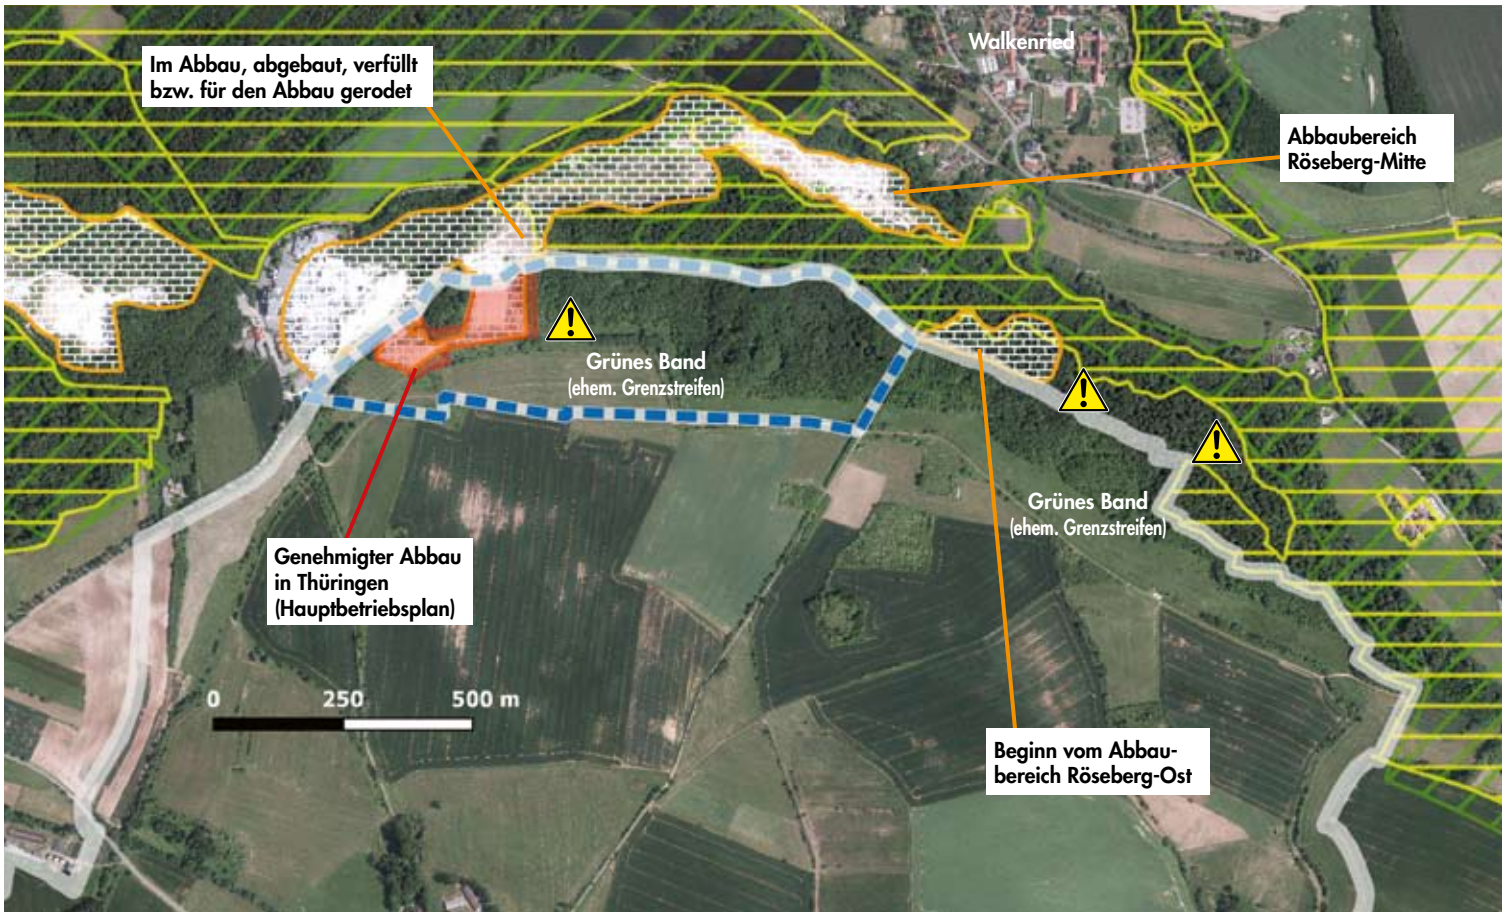 Walkenried
Im Abbau, abgebaut, verfüllt
bzw. für den Abbau gerodet
Abbaubereich
Röseberg-Mitte
Grünes Band
(ehem. Grenzstreifen)
Grünes Band
(ehem. Grenzstreifen)
Genehmigter Abbau
in Thüringen
(Hauptbetriebsplan)
0 250 500 m
Beginn vom Abbau-
bereich Röseberg-Ost